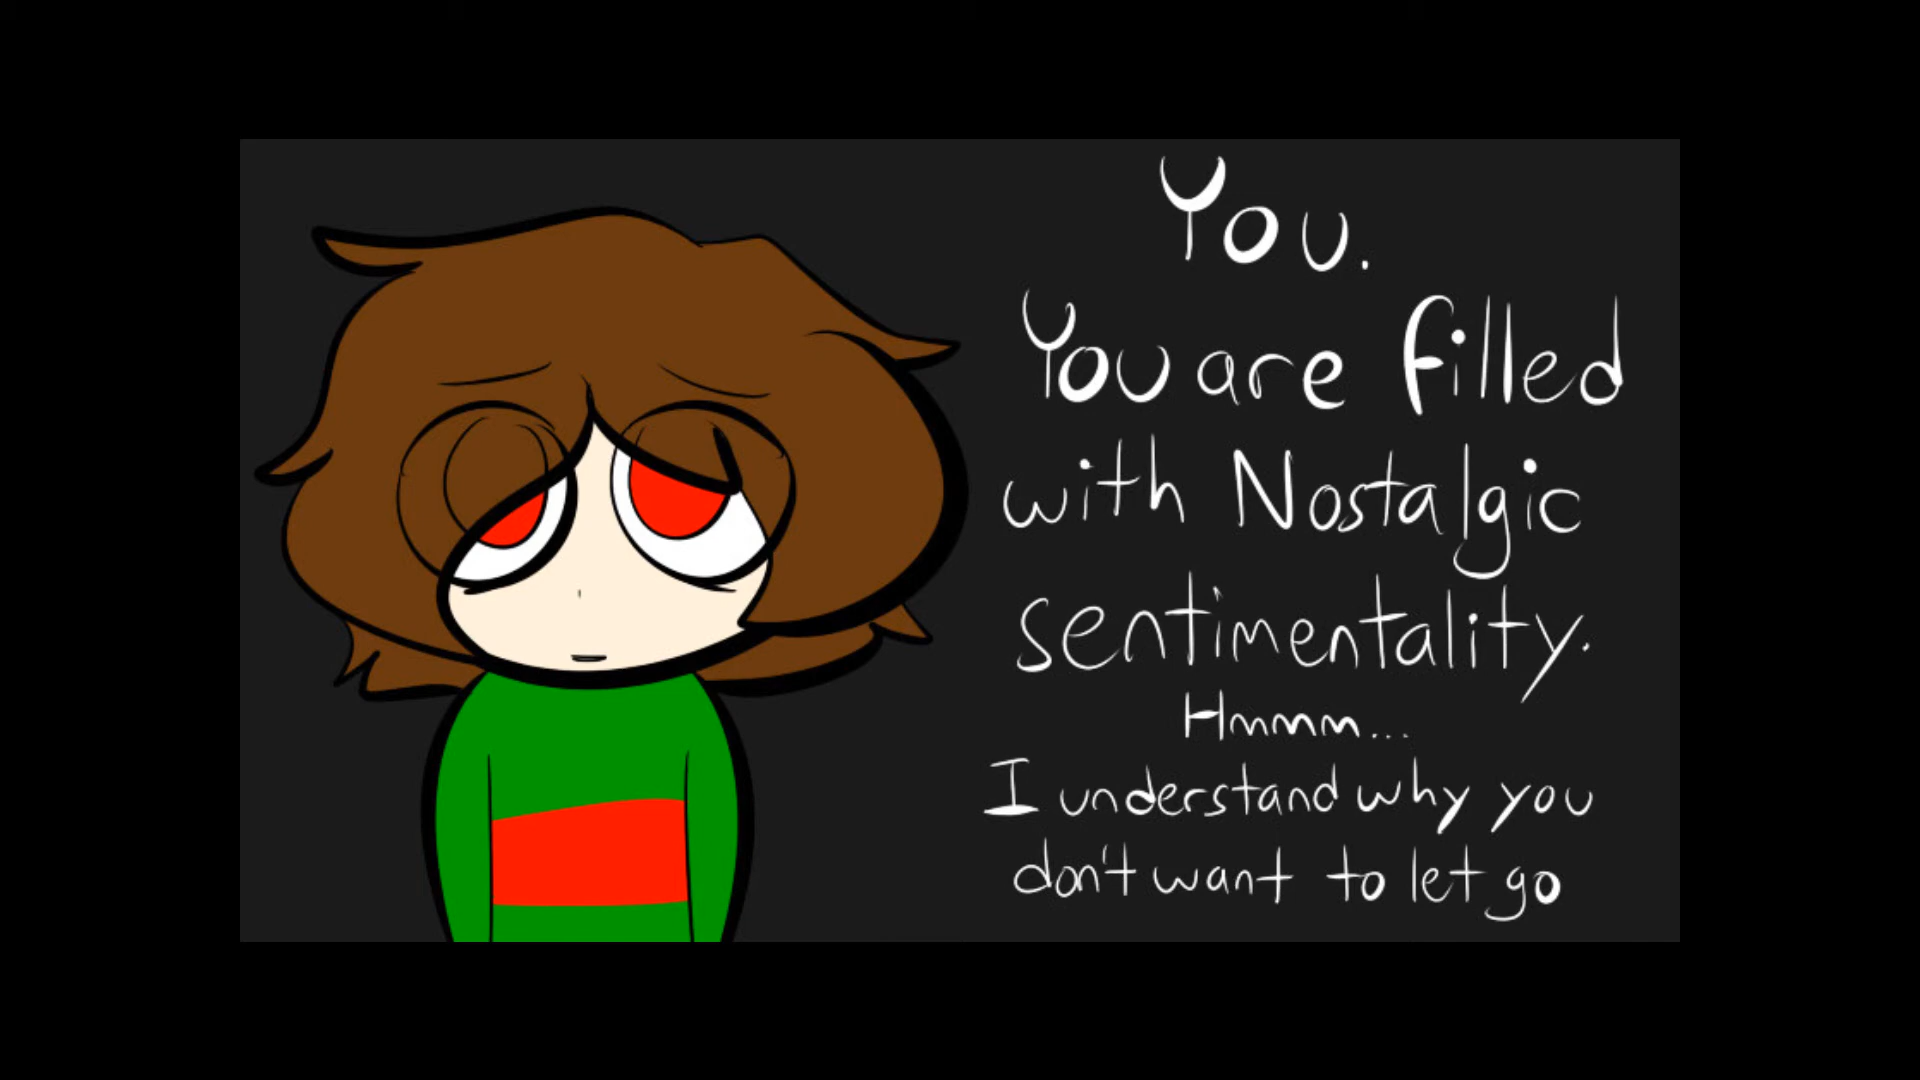 You.
You are filled
with Nostalgic
sentimentality.
Hmmm...
I understand why you
don't want to let go